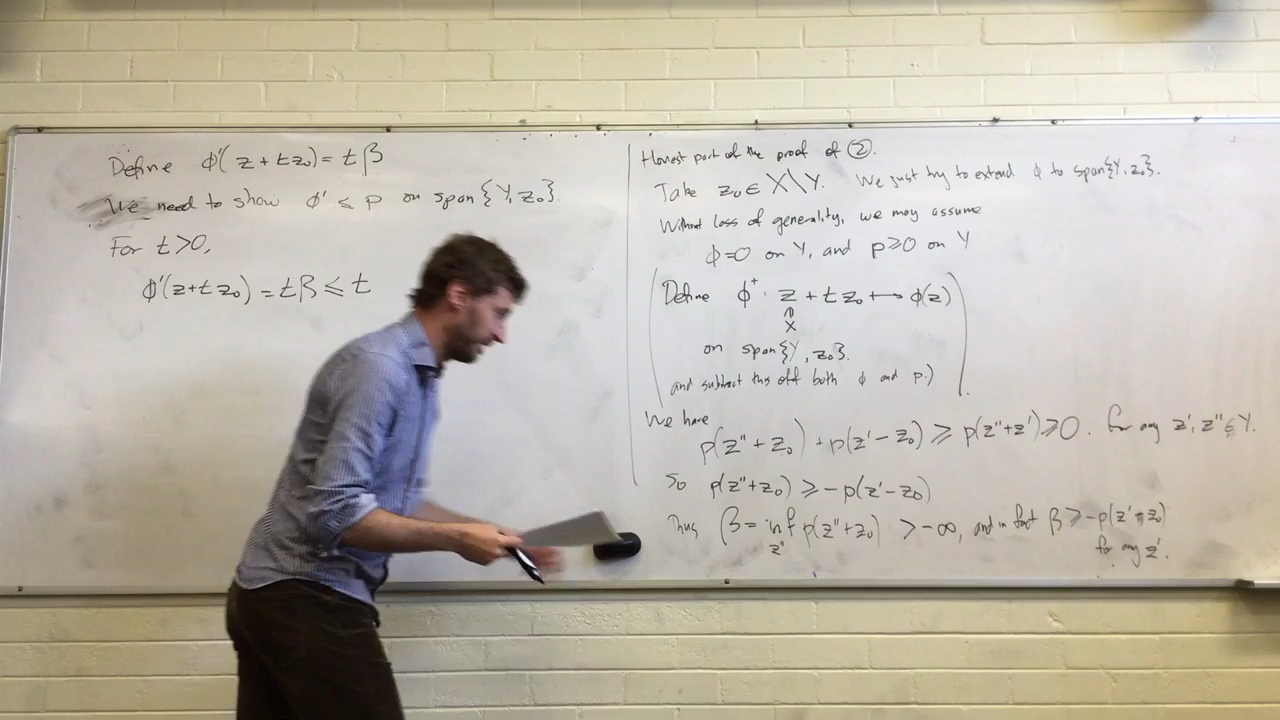 Define φ'(z + tz₀) = tβ
We need to show φ' ≤ p on span{Y, z₀}.
For t>0,
φ'(z+tz₀) = tβ ≤ t
Honest part of the proof of ②.
Take z₀ ∈ X\Y. We just try to extend φ to span{Y, z₀}.
Without loss of generality, we may assume
φ=0 on Y, and p≥0 on Y
(Define φ⁺: z + tz₀ ↦ φ(z)
X
on span{Y, z₀}.
and subtract this off both φ and p.)
We have
p(z″ + z₀) + p(z′ − z₀) ≥ p(z″+z′) ≥ 0. for any z′, z″ ∈ Y.
So p(z″+z₀) ≥ −p(z′−z₀)
Thus β = inf p(z″+z₀) > −∞, and in fact β ≥ −p(z′−z₀)
z″ for any z′.